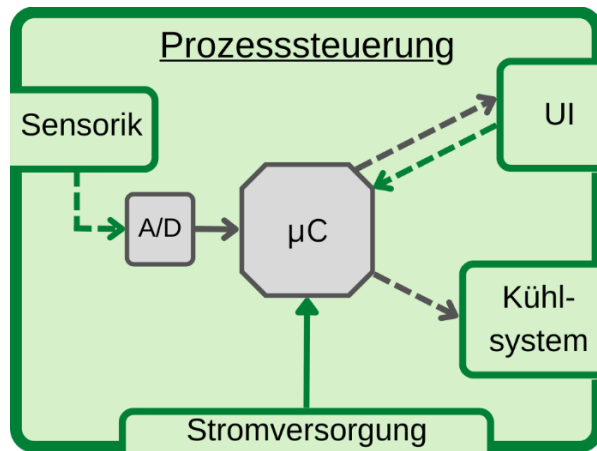 Prozesssteuerung
Sensorik
UI
A/D
µC
Kühl-
system
Stromversorgung